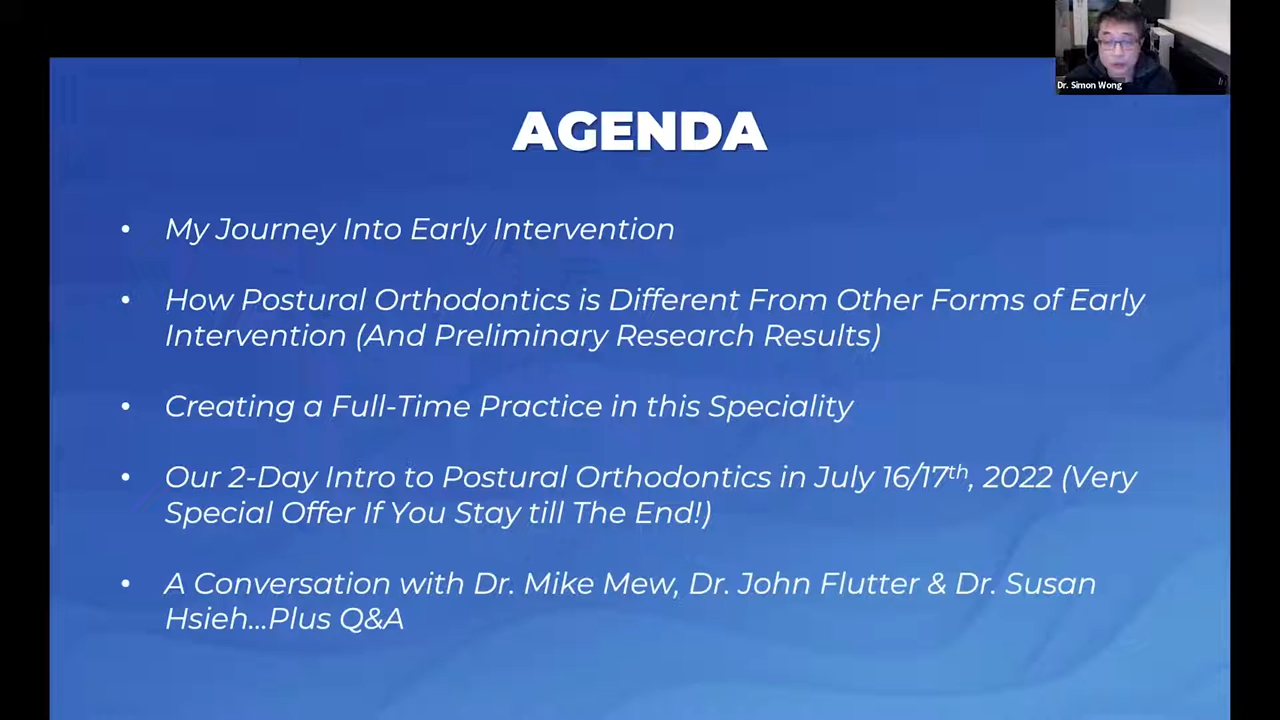 Dr. Simon Wong
AGENDA
• My Journey Into Early Intervention
• How Postural Orthodontics is Different From Other Forms of Early
Intervention (And Preliminary Research Results)
• Creating a Full-Time Practice in this Speciality
• Our 2-Day Intro to Postural Orthodontics in July 16/17th, 2022 (Very
Special Offer If You Stay till The End!)
• A Conversation with Dr. Mike Mew, Dr. John Flutter & Dr. Susan
Hsieh...Plus Q&A